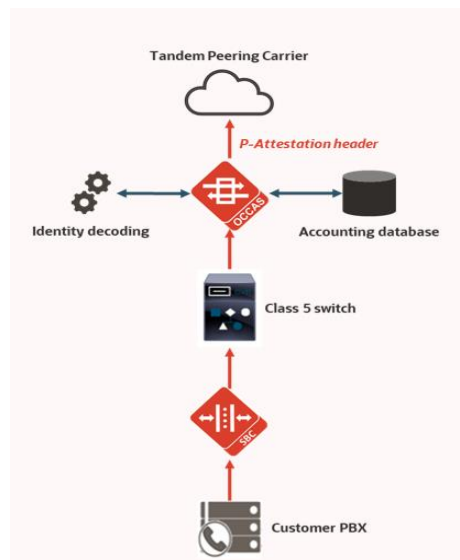 Tandem Peering Carrier
P-Attestation header
OCCAS
Identity decoding
Accounting database
Class 5 switch
SBC
Customer PBX